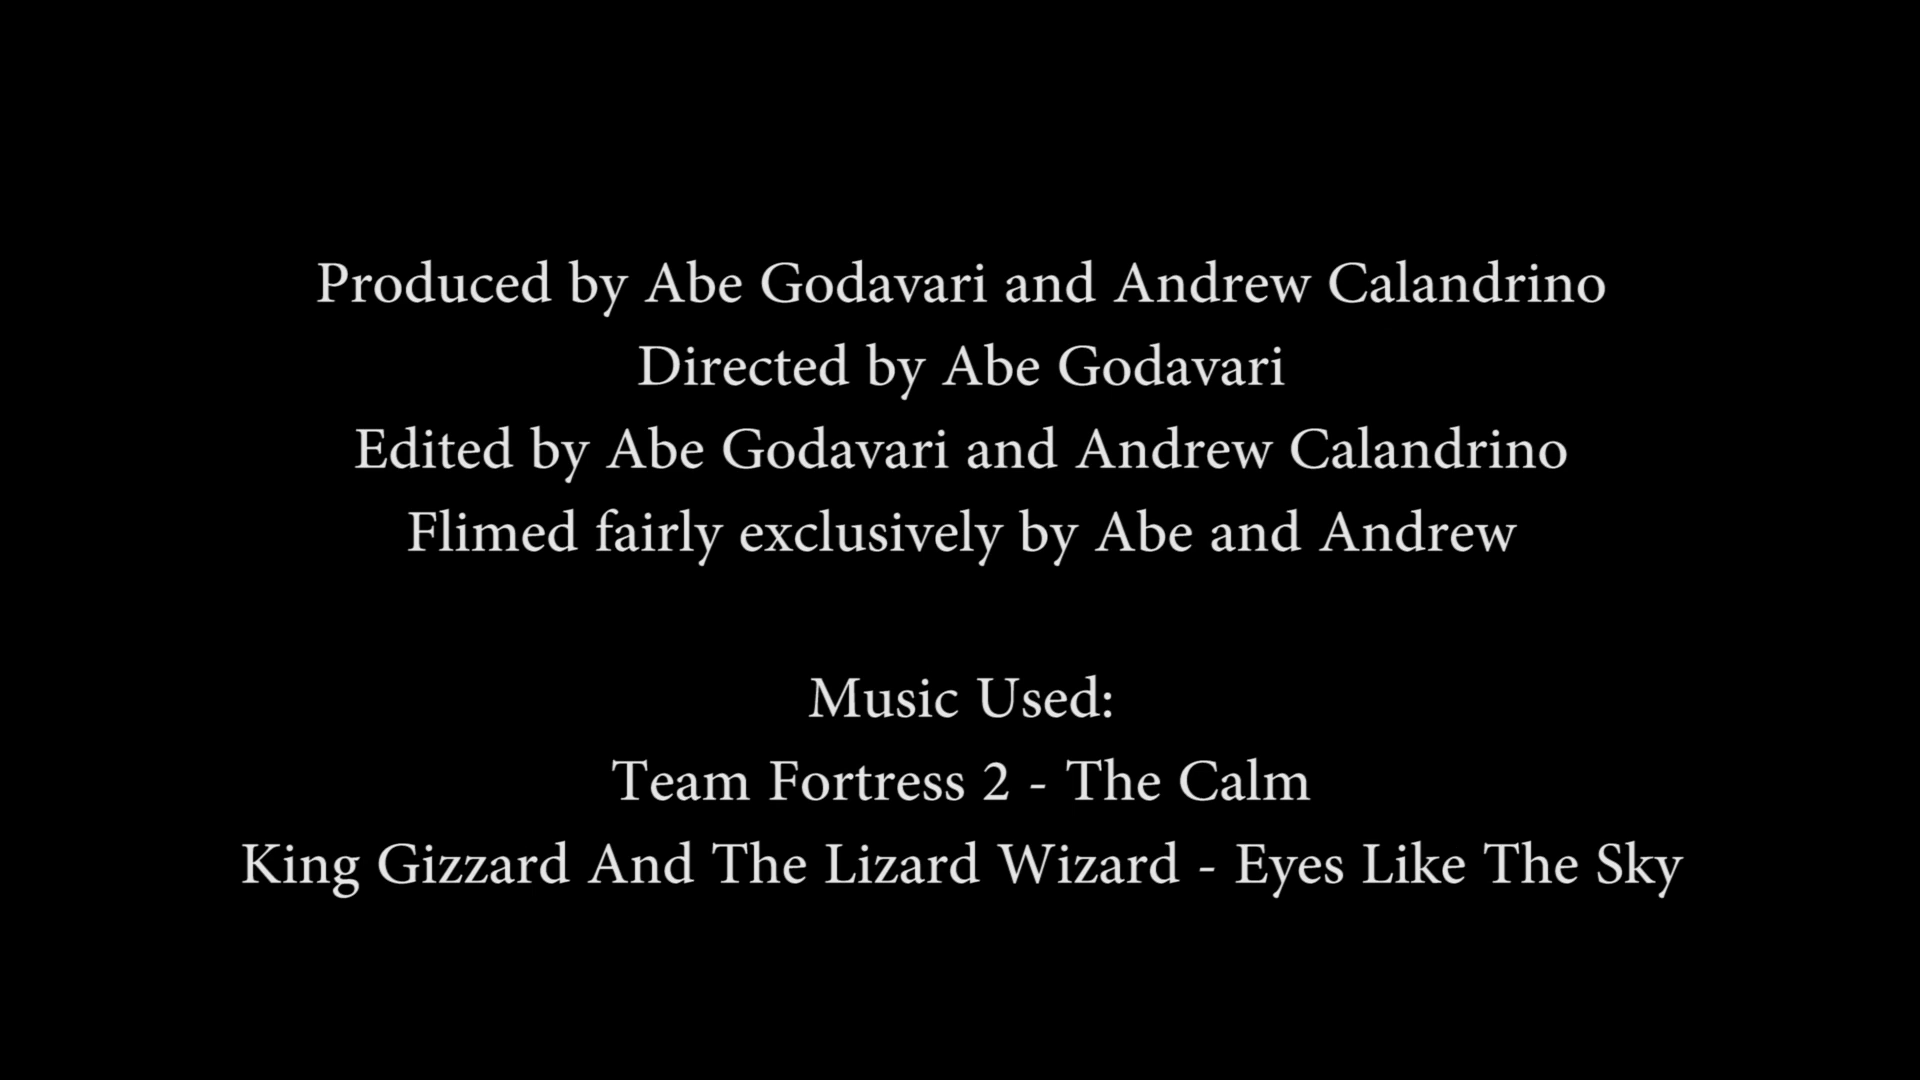 Produced by Abe Godavari and Andrew Calandrino
Directed by Abe Godavari
Edited by Abe Godavari and Andrew Calandrino
Flimed fairly exclusively by Abe and Andrew
Music Used:
Team Fortress 2 - The Calm
King Gizzard And The Lizard Wizard - Eyes Like The Sky